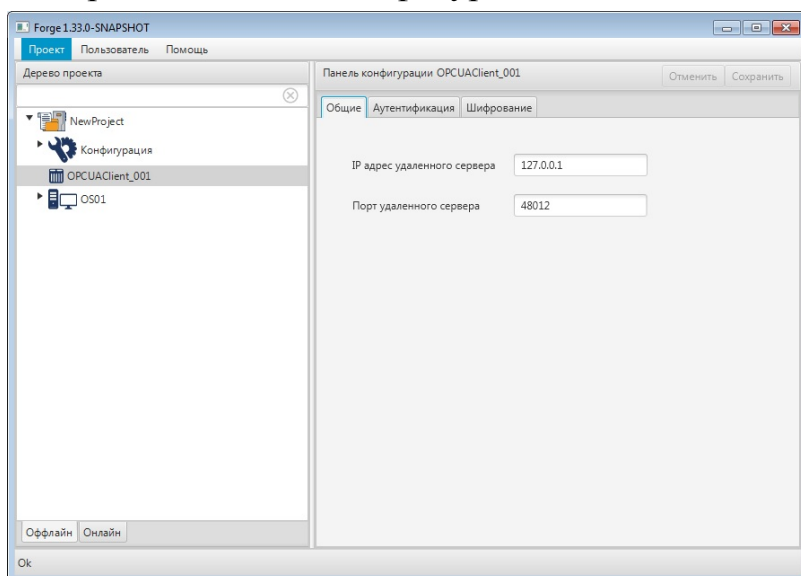 Forge 1.33.0-SNAPSHOT
Проект Пользователь Помощь
Дерево проекта
NewProject
Конфигурация
OPCUAClient_001
OS01
Оффлайн Онлайн
Панель конфигурации OPCUAClient_001
Отменить Сохранить
Общие Аутентификация Шифрование
IP адрес удаленного сервера 127.0.0.1
Порт удаленного сервера 48012
Ok